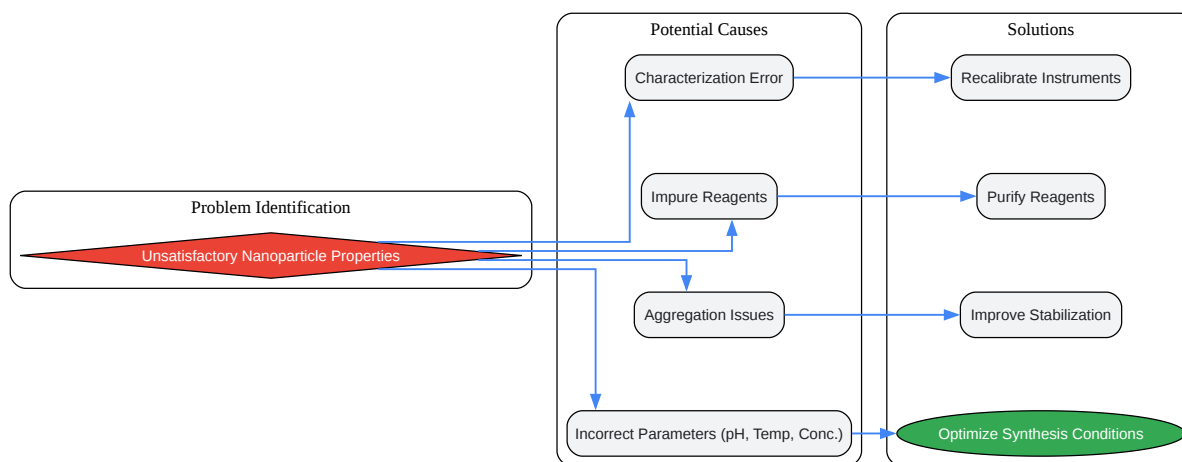 Problem Identification
Unsatisfactory Nanoparticle Properties
Potential Causes
Characterization Error
Impure Reagents
Aggregation Issues
Incorrect Parameters (pH, Temp, Conc.)
Solutions
Recalibrate Instruments
Purify Reagents
Improve Stabilization
Optimize Synthesis Conditions